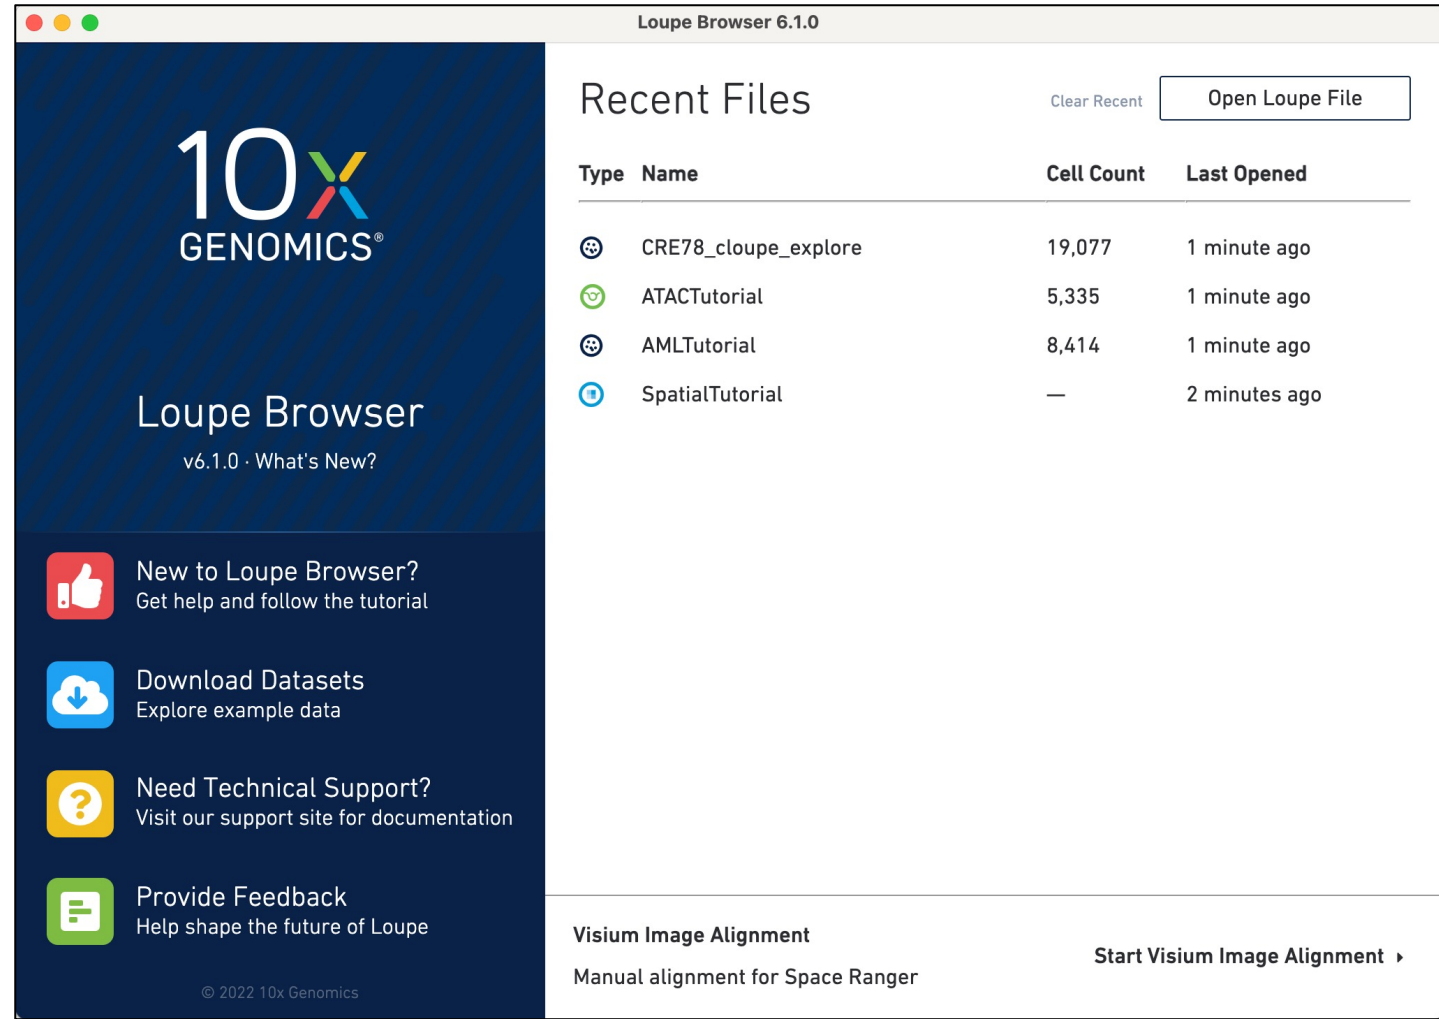 Loupe Browser 6.1.0
10x
GENOMICS®
Loupe Browser
v6.1.0 · What's New?
New to Loupe Browser?
Get help and follow the tutorial
Download Datasets
Explore example data
Need Technical Support?
Visit our support site for documentation
Provide Feedback
Help shape the future of Loupe
© 2022 10x Genomics
Recent Files Clear Recent Open Loupe File
Type Name Cell Count Last Opened
CRE78_cloupe_explore 19,077 1 minute ago
ATACTutorial 5,335 1 minute ago
AMLTutorial 8,414 1 minute ago
SpatialTutorial — 2 minutes ago
Visium Image Alignment
Manual alignment for Space Ranger
Start Visium Image Alignment ▸